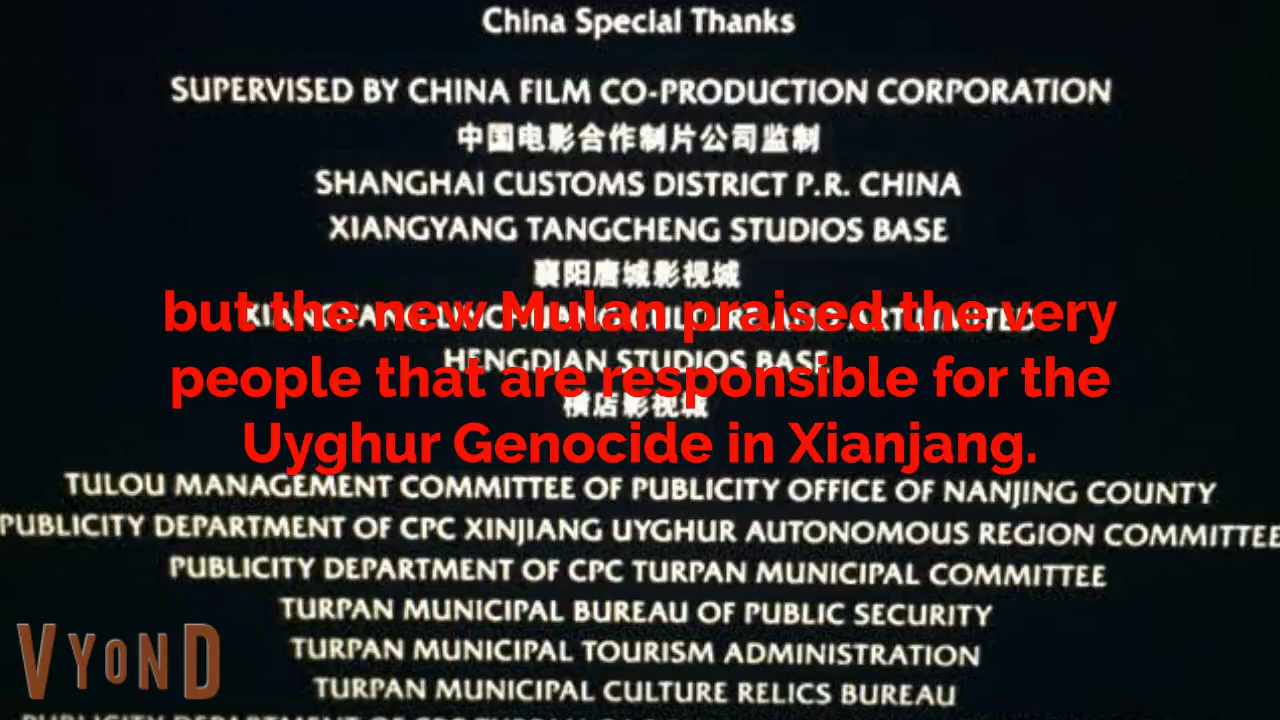 China Special Thanks
SUPERVISED BY CHINA FILM CO-PRODUCTION CORPORATION
中国电影合作制片公司监制
SHANGHAI CUSTOMS DISTRICT P.R. CHINA
XIANGYANG TANGCHENG STUDIOS BASE
襄阳唐城影视城
but the new Mulan praised the very
HENGDIAN STUDIOS BASE
people that are responsible for the
横店影视城
Uyghur Genocide in Xianjang.
TULOU MANAGEMENT COMMITTEE OF PUBLICITY OFFICE OF NANJING COUNTY
PUBLICITY DEPARTMENT OF CPC XINJIANG UYGHUR AUTONOMOUS REGION COMMITTEE
PUBLICITY DEPARTMENT OF CPC TURPAN MUNICIPAL COMMITTEE
TURPAN MUNICIPAL BUREAU OF PUBLIC SECURITY
TURPAN MUNICIPAL TOURISM ADMINISTRATION
TURPAN MUNICIPAL CULTURE RELICS BUREAU
PUBLICITY DEPARTMENT OF CPC TURPAN
VYOND